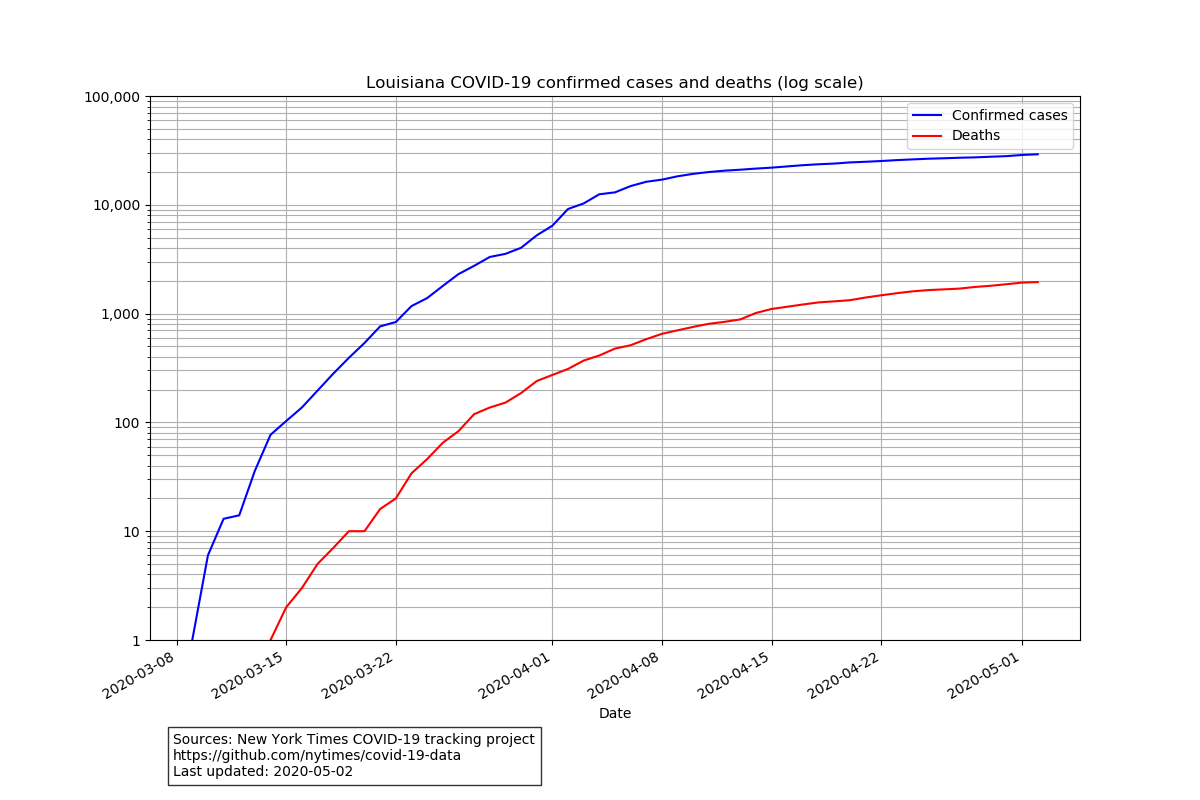 Louisiana COVID-19 confirmed cases and deaths (log scale)
100,000
10,000
1,000
100
10
1
Confirmed cases
Deaths
2020-03-08
2020-03-15
2020-03-22
2020-04-01
2020-04-08
2020-04-15
2020-04-22
2020-05-01
Date
Sources: New York Times COVID-19 tracking project
https://github.com/nytimes/covid-19-data
Last updated: 2020-05-02